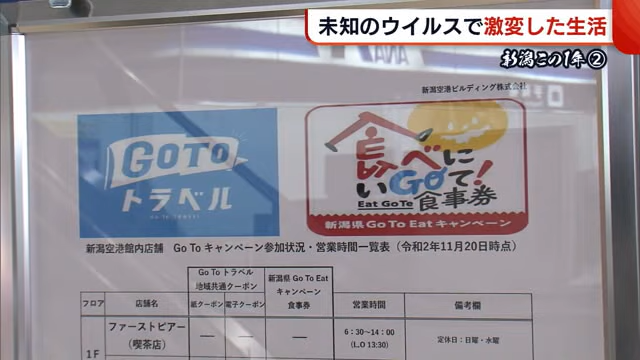 未知のウイルスで激変した生活
新潟この1年②
新潟空港ビルディング株式会社
GOTO
トラベル
GO TO TRAVEL
食べに
いGOて!
Eat Go Te 食事券
新潟県 Go To Eat キャンペーン
新潟空港館内店舗 Go To キャンペーン参加状況・営業時間一覧表(令和2年11月20日時点)
フロア 店舗名 Go To トラベル 地域共通クーポン 紙クーポン 電子クーポン 新潟県 Go To Eat キャンペーン 食事券 営業時間 備考欄
1F ファーストピアー (喫茶店) — — — 6:30~14:00 (L.O 13:30) 定休日:日曜・水曜